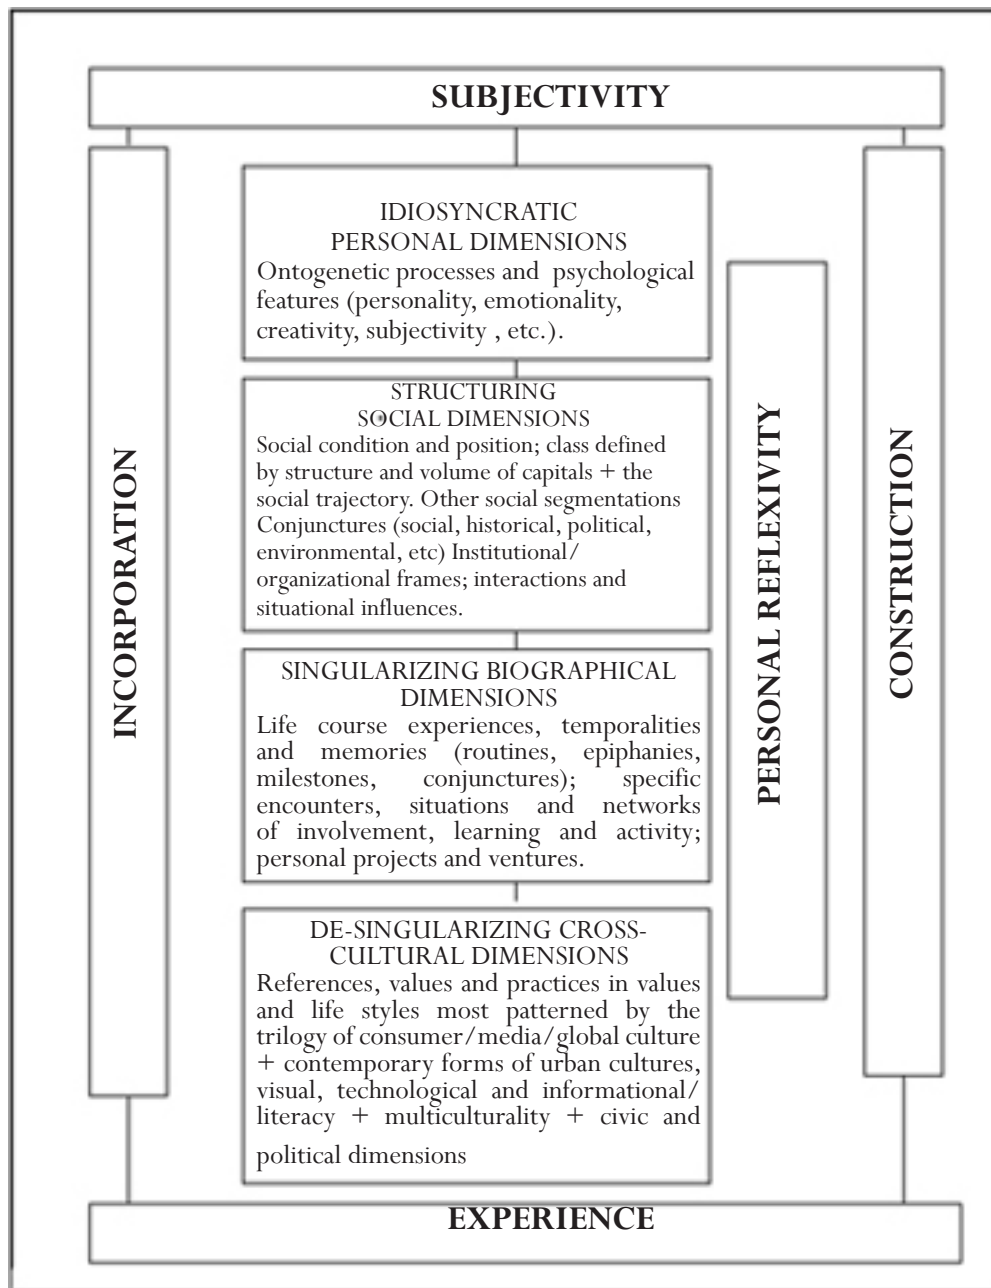 SUBJECTIVITY
INCORPORATION
IDIOSYNCRATIC
PERSONAL DIMENSIONS
Ontogenetic processes and psychological
features (personality, emotionality,
creativity, subjectivity , etc.).
STRUCTURING
SOCIAL DIMENSIONS
Social condition and position; class defined
by structure and volume of capitals + the
social trajectory. Other social segmentations
Conjunctures (social, historical, political,
environmental, etc) Institutional/
organizational frames; interactions and
situational influences.
SINGULARIZING BIOGRAPHICAL
DIMENSIONS
Life course experiences, temporalities
and memories (routines, epiphanies,
milestones, conjunctures); specific
encounters, situations and networks
of involvement, learning and activity;
personal projects and ventures.
DE-SINGULARIZING CROSS-
CULTURAL DIMENSIONS
References, values and practices in values
and life styles most patterned by the
trilogy of consumer/media/global culture
+ contemporary forms of urban cultures,
visual, technological and informational/
literacy + multiculturality + civic and
political dimensions
PERSONAL REFLEXIVITY
CONSTRUCTION
EXPERIENCE